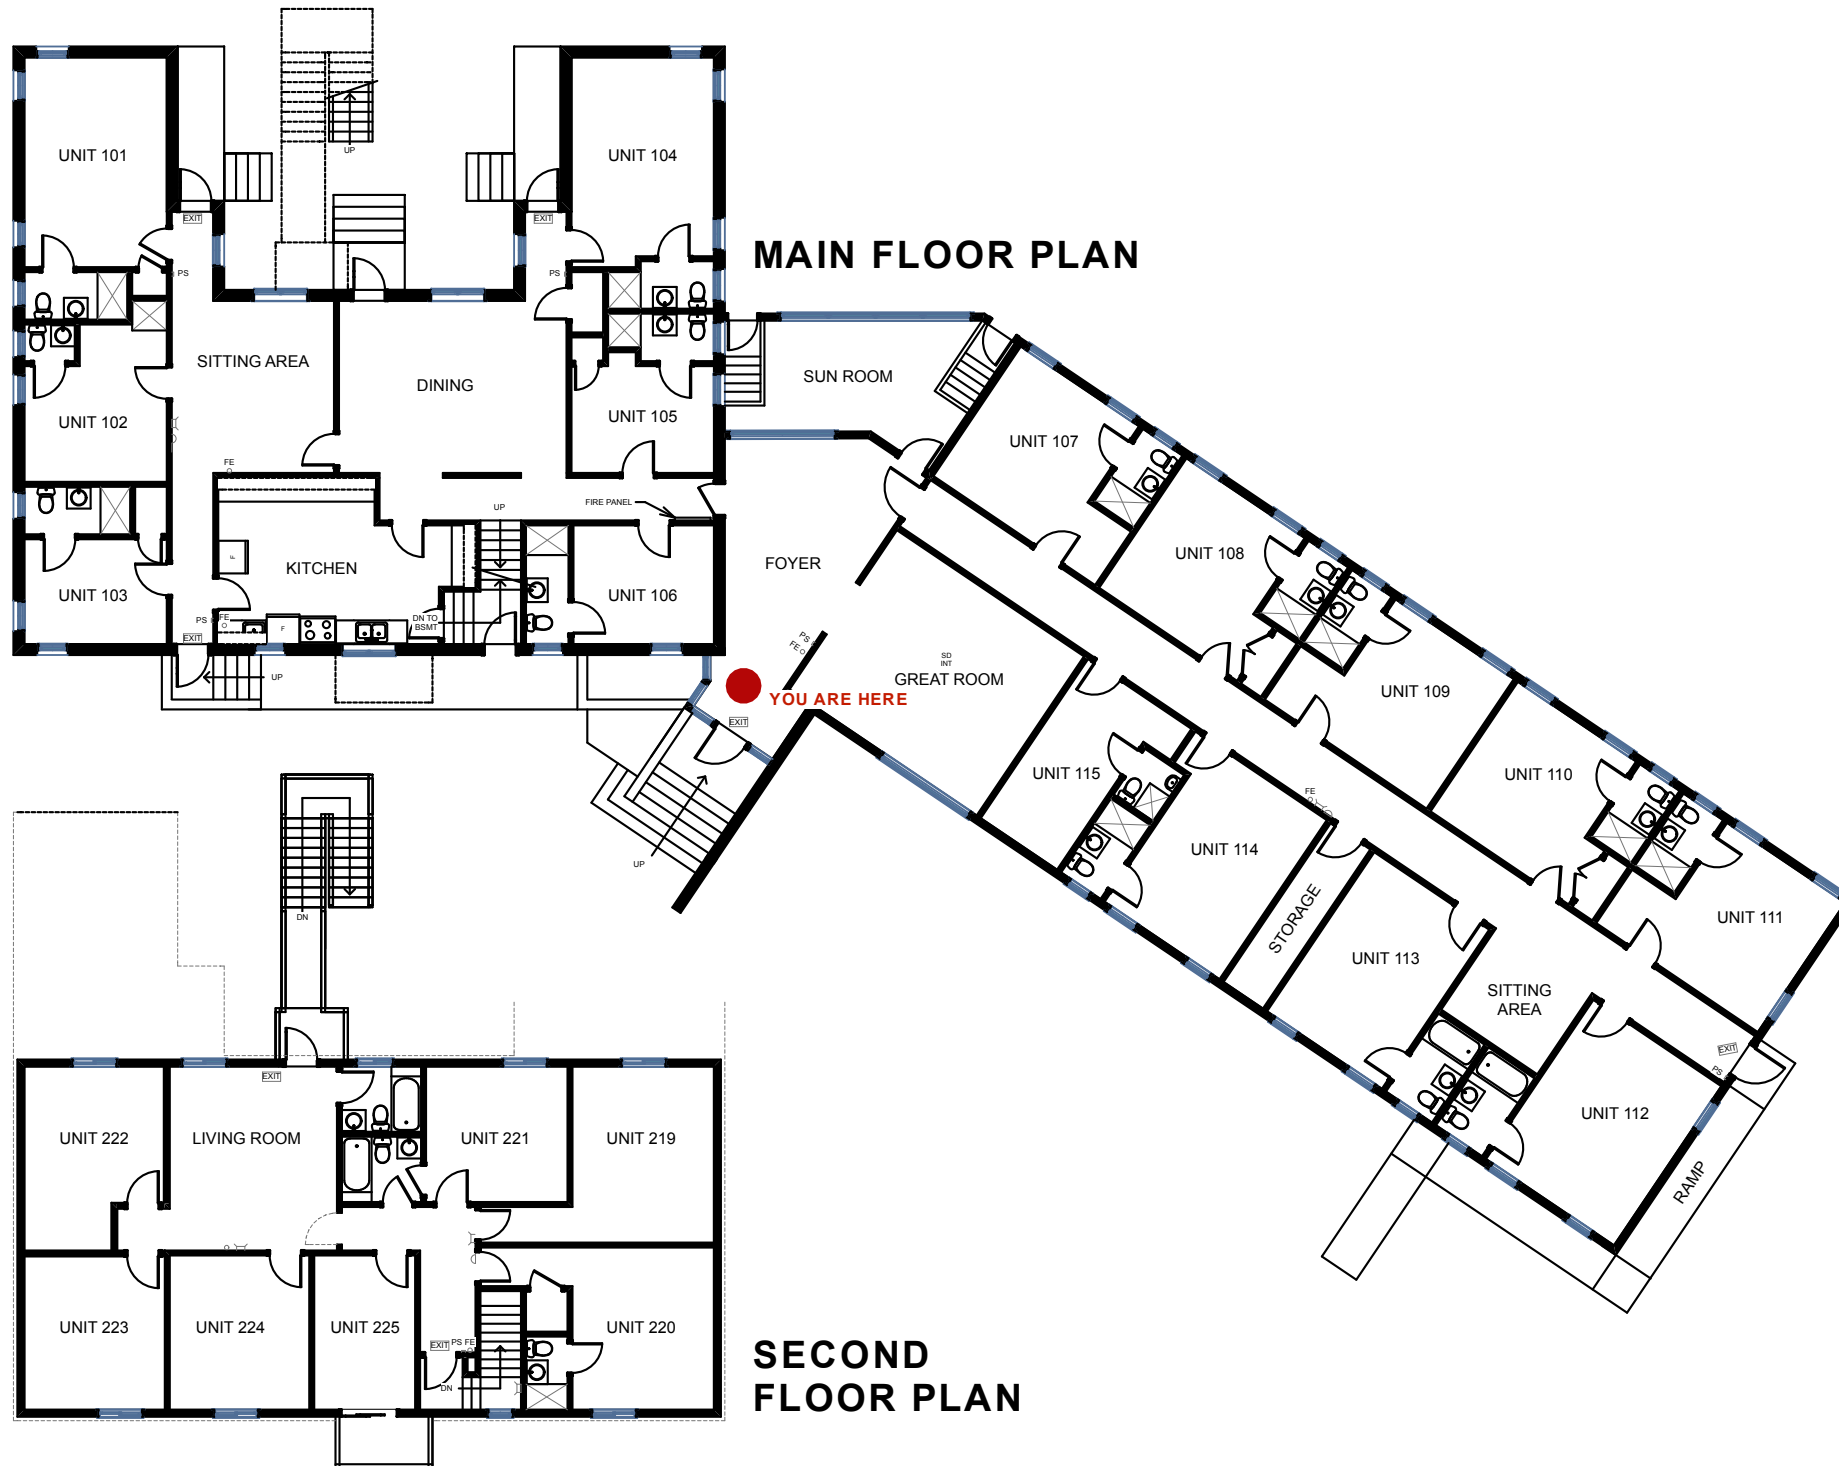 UNIT 101
UP
UNIT 104
EXIT
EXIT
PS
PS
MAIN FLOOR PLAN
SITTING AREA
DINING
SUN ROOM
UNIT 102
UNIT 105
UNIT 107
FE
FIRE PANEL
UP
UNIT 108
KITCHEN
F
FOYER
UNIT 103
UNIT 106
PS
FE
F
DN TO
BSMT
EXIT
UP
PS
FE
SD
INT
GREAT ROOM
YOU ARE HERE
EXIT
UNIT 109
UNIT 110
UNIT 115
FE
UNIT 114
UP
STORAGE
UNIT 111
UNIT 113
SITTING
AREA
EXIT
PS
UNIT 112
RAMP
DN
EXIT
UNIT 222
LIVING ROOM
UNIT 221
UNIT 219
UNIT 223
UNIT 224
UNIT 225
EXIT
PS FE
DN
UNIT 220
SECOND
FLOOR PLAN